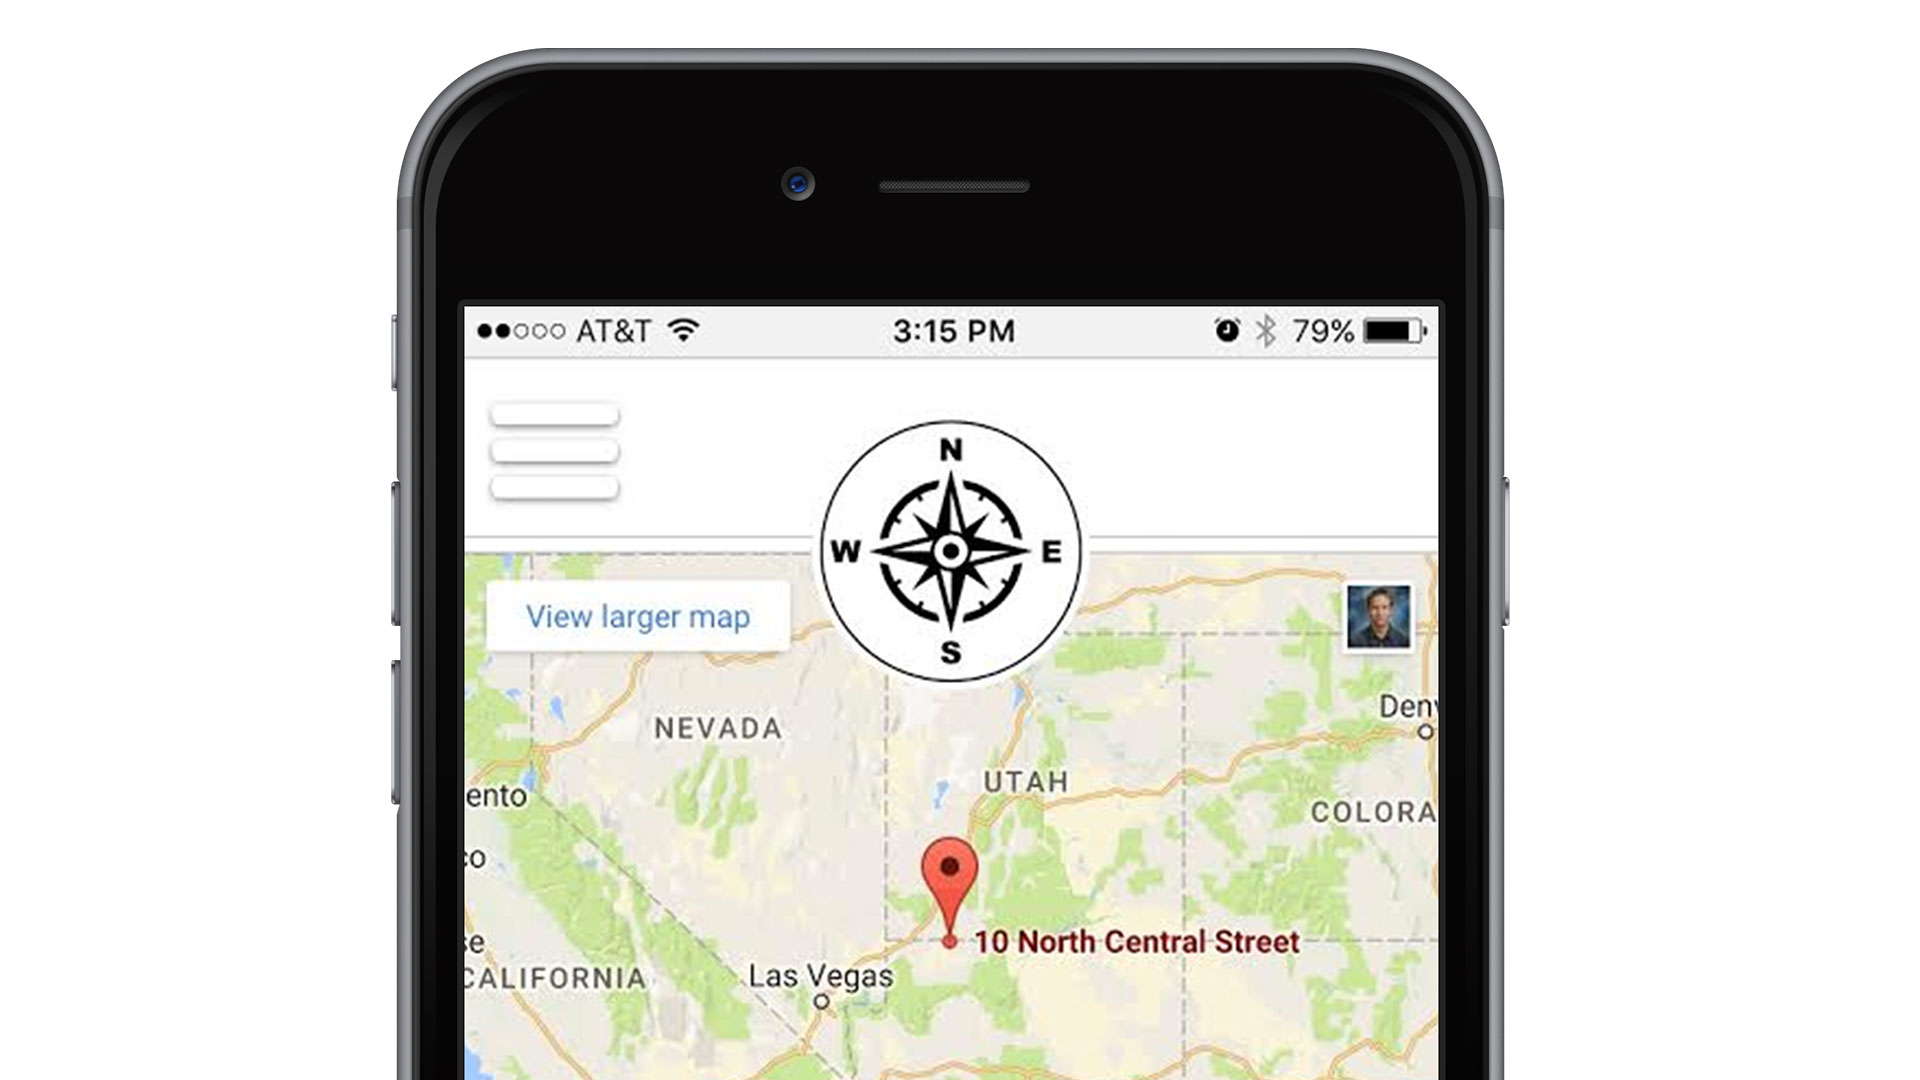 AT&T
3:15 PM
79%
N
W
E
S
View larger map
NEVADA
Den
UTAH
ento
COLORA
co
10 North Central Street
se
CALIFORNIA
Las Vegas